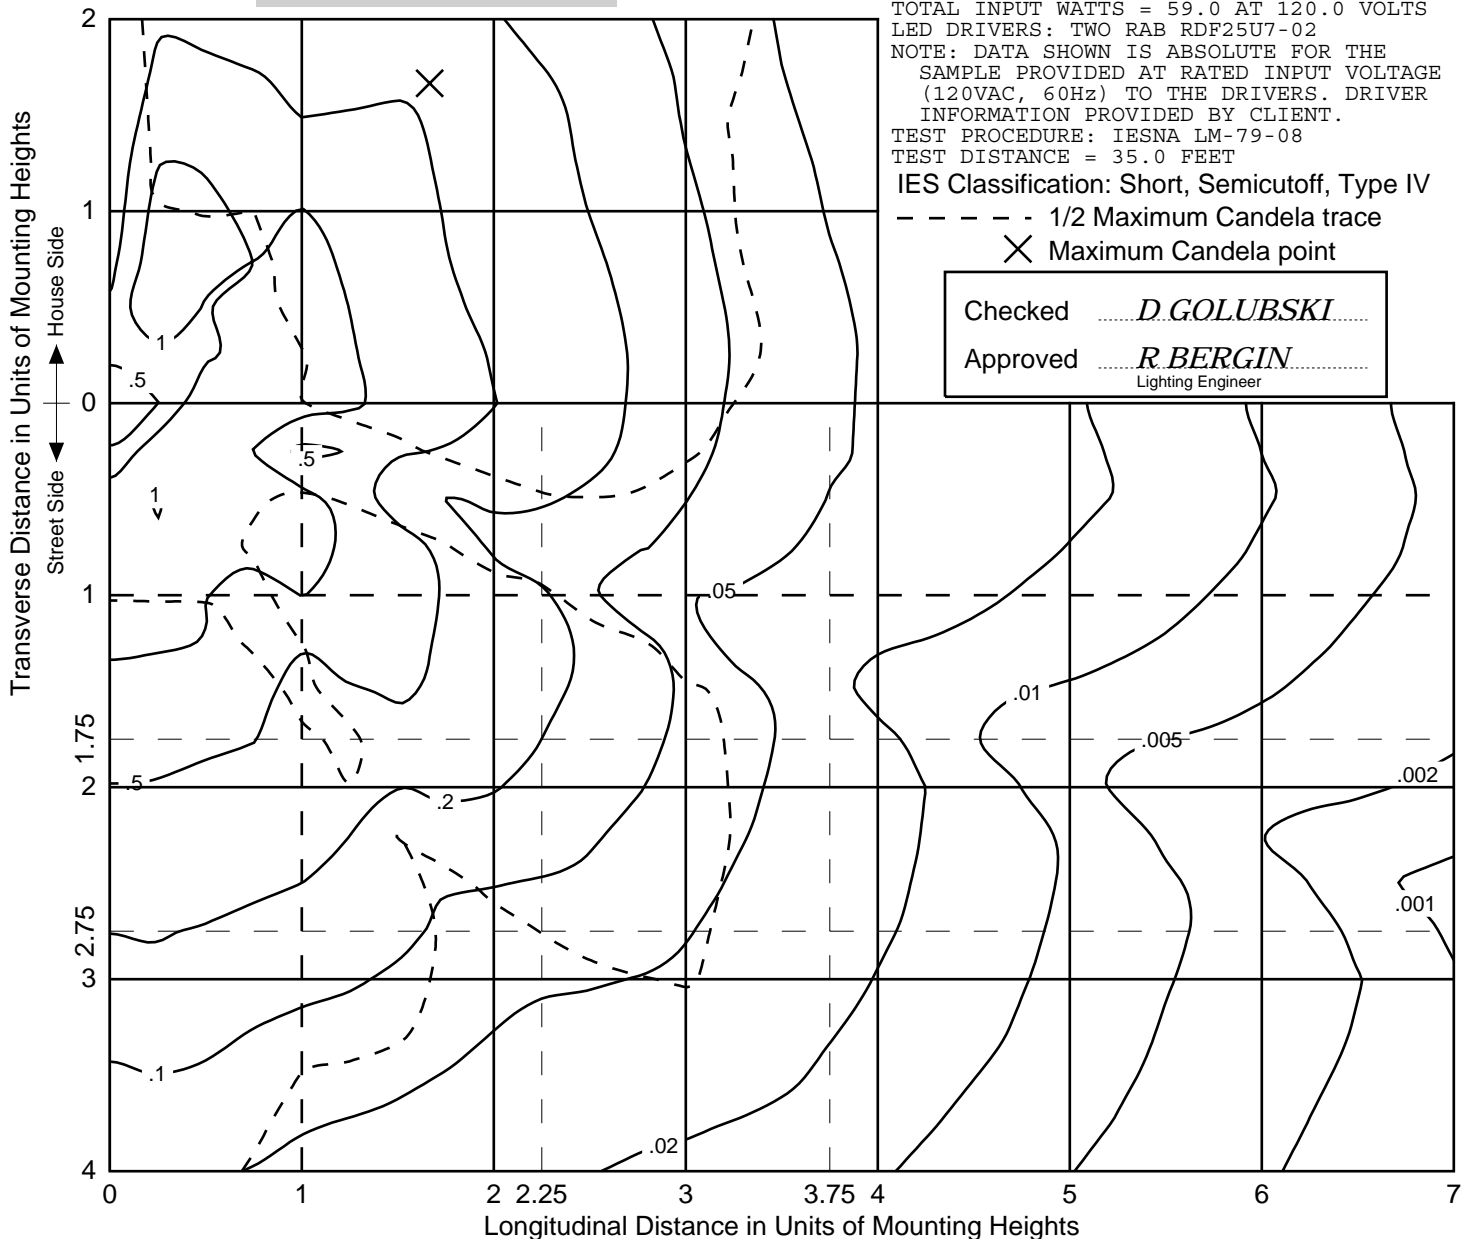 TOTAL INPUT WATTS = 59.0 AT 120.0 VOLTS
LED DRIVERS: TWO RAB RDF25U7-02
NOTE: DATA SHOWN IS ABSOLUTE FOR THE
SAMPLE PROVIDED AT RATED INPUT VOLTAGE
(120VAC, 60Hz) TO THE DRIVERS. DRIVER
INFORMATION PROVIDED BY CLIENT.
TEST PROCEDURE: IESNA LM-79-08
TEST DISTANCE = 35.0 FEET
IES Classification: Short, Semicutoff, Type IV
1/2 Maximum Candela trace
Maximum Candela point
Checked D GOLUBSKI
Approved R BERGIN
Lighting Engineer
Transverse Distance in Units of Mounting Heights
Street Side House Side
2
1
0
1
1.75
2
2.75
3
4
1
.5
.5
1
.05
.01
.005
.002
.5
.2
.001
.1
.02
0 1 2 2.25 3 3.75 4 5 6 7
Longitudinal Distance in Units of Mounting Heights